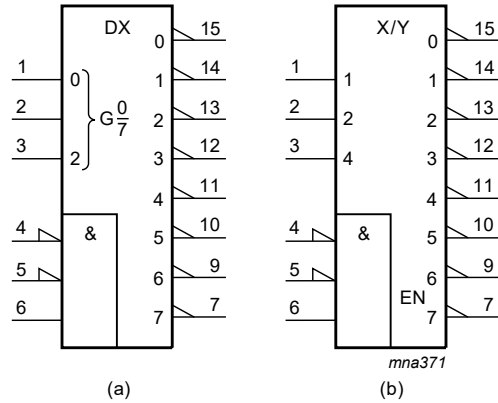 DX
0 15
1 0 1 14
2 G 0/7 2 13
3 2 3 12
4 11
4 & 5 10
5 6 9
6 7 7
(a)
X/Y
0 15
1 1 1 14
2 2 2 13
3 4 3 12
4 11
4 & 5 10
5 6 9
6 EN 7 7
mna371
(b)